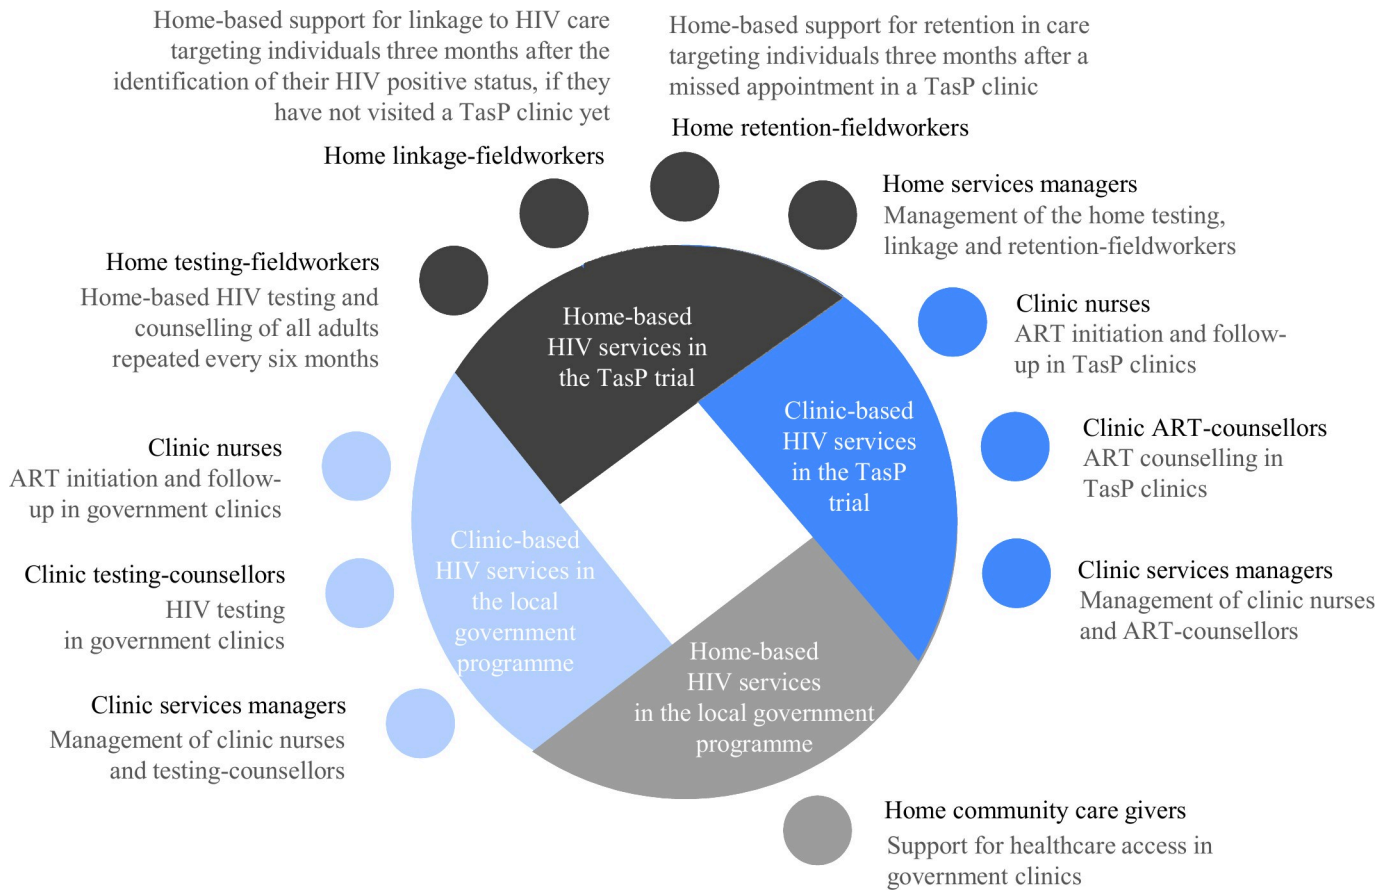 Home-based support for linkage to HIV care
targeting individuals three months after the
identification of their HIV positive status, if they
have not visited a TasP clinic yet
Home linkage-fieldworkers
Home-based support for retention in care
targeting individuals three months after a
missed appointment in a TasP clinic
Home retention-fieldworkers
Home services managers
Management of the home testing,
linkage and retention-fieldworkers
Home testing-fieldworkers
Home-based HIV testing and
counselling of all adults
repeated every six months
Home-based
HIV services in
the TasP trial
Clinic nurses
ART initiation and follow-
up in TasP clinics
Clinic-based
HIV services
in the TasP
trial
Clinic ART-counsellors
ART counselling in
TasP clinics
Clinic nurses
ART initiation and follow-
up in government clinics
Clinic-based
HIV services in
the local
government
programme
Clinic testing-counsellors
HIV testing
in government clinics
Clinic services managers
Management of clinic nurses
and ART-counsellors
Home-based
HIV services
in the local government
programme
Clinic services managers
Management of clinic nurses
and testing-counsellors
Home community care givers
Support for healthcare access in
government clinics